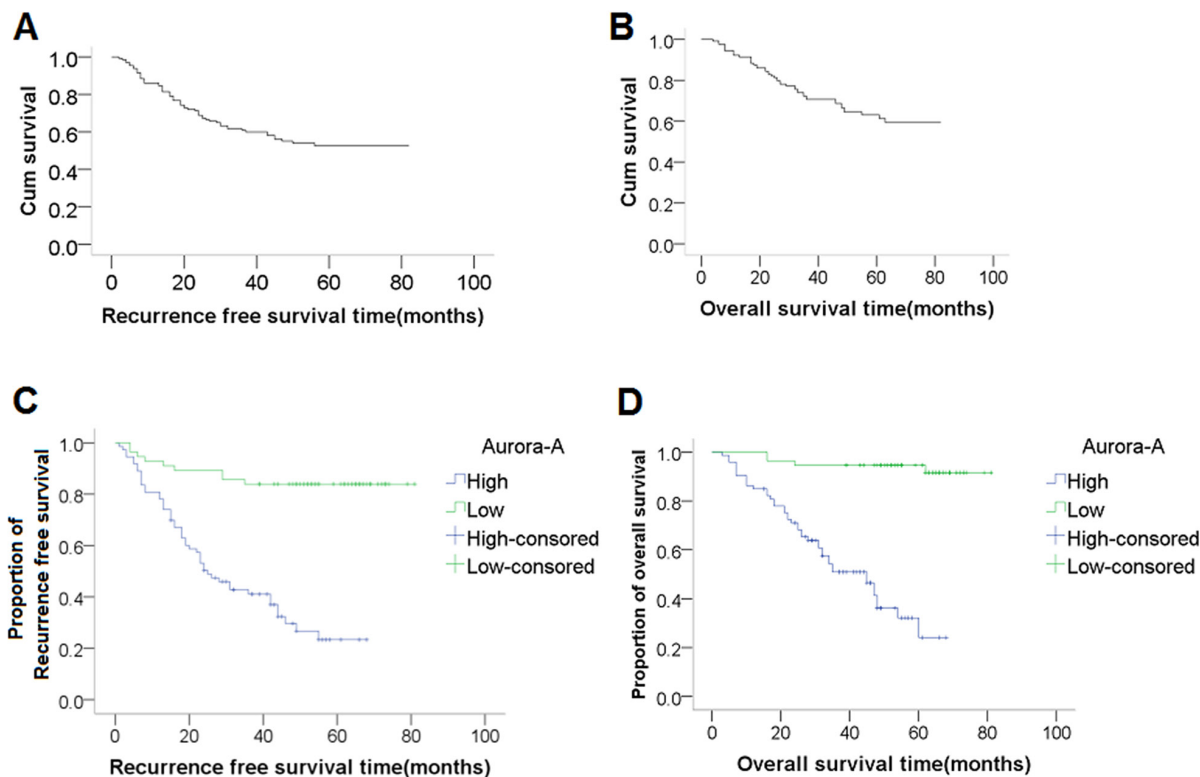 A
Cum survival
1.0
0.8
0.6
0.4
0.2
0.0
0 20 40 60 80 100
Recurrence free survival time(months)
B
Cum survival
1.0
0.8
0.6
0.4
0.2
0.0
0 20 40 60 80 100
Overall survival time(months)
C
Proportion of
Recurrence free survival
1.0
0.8
0.6
0.4
0.2
0.0
0 20 40 60 80 100
Recurrence free survival time(months)
Aurora-A
High
Low
High-consored
Low-consored
D
Proportion of overall survival
1.0
0.8
0.6
0.4
0.2
0.0
0 20 40 60 80 100
Overall survival time(months)
Aurora-A
High
Low
High-consored
Low-consored